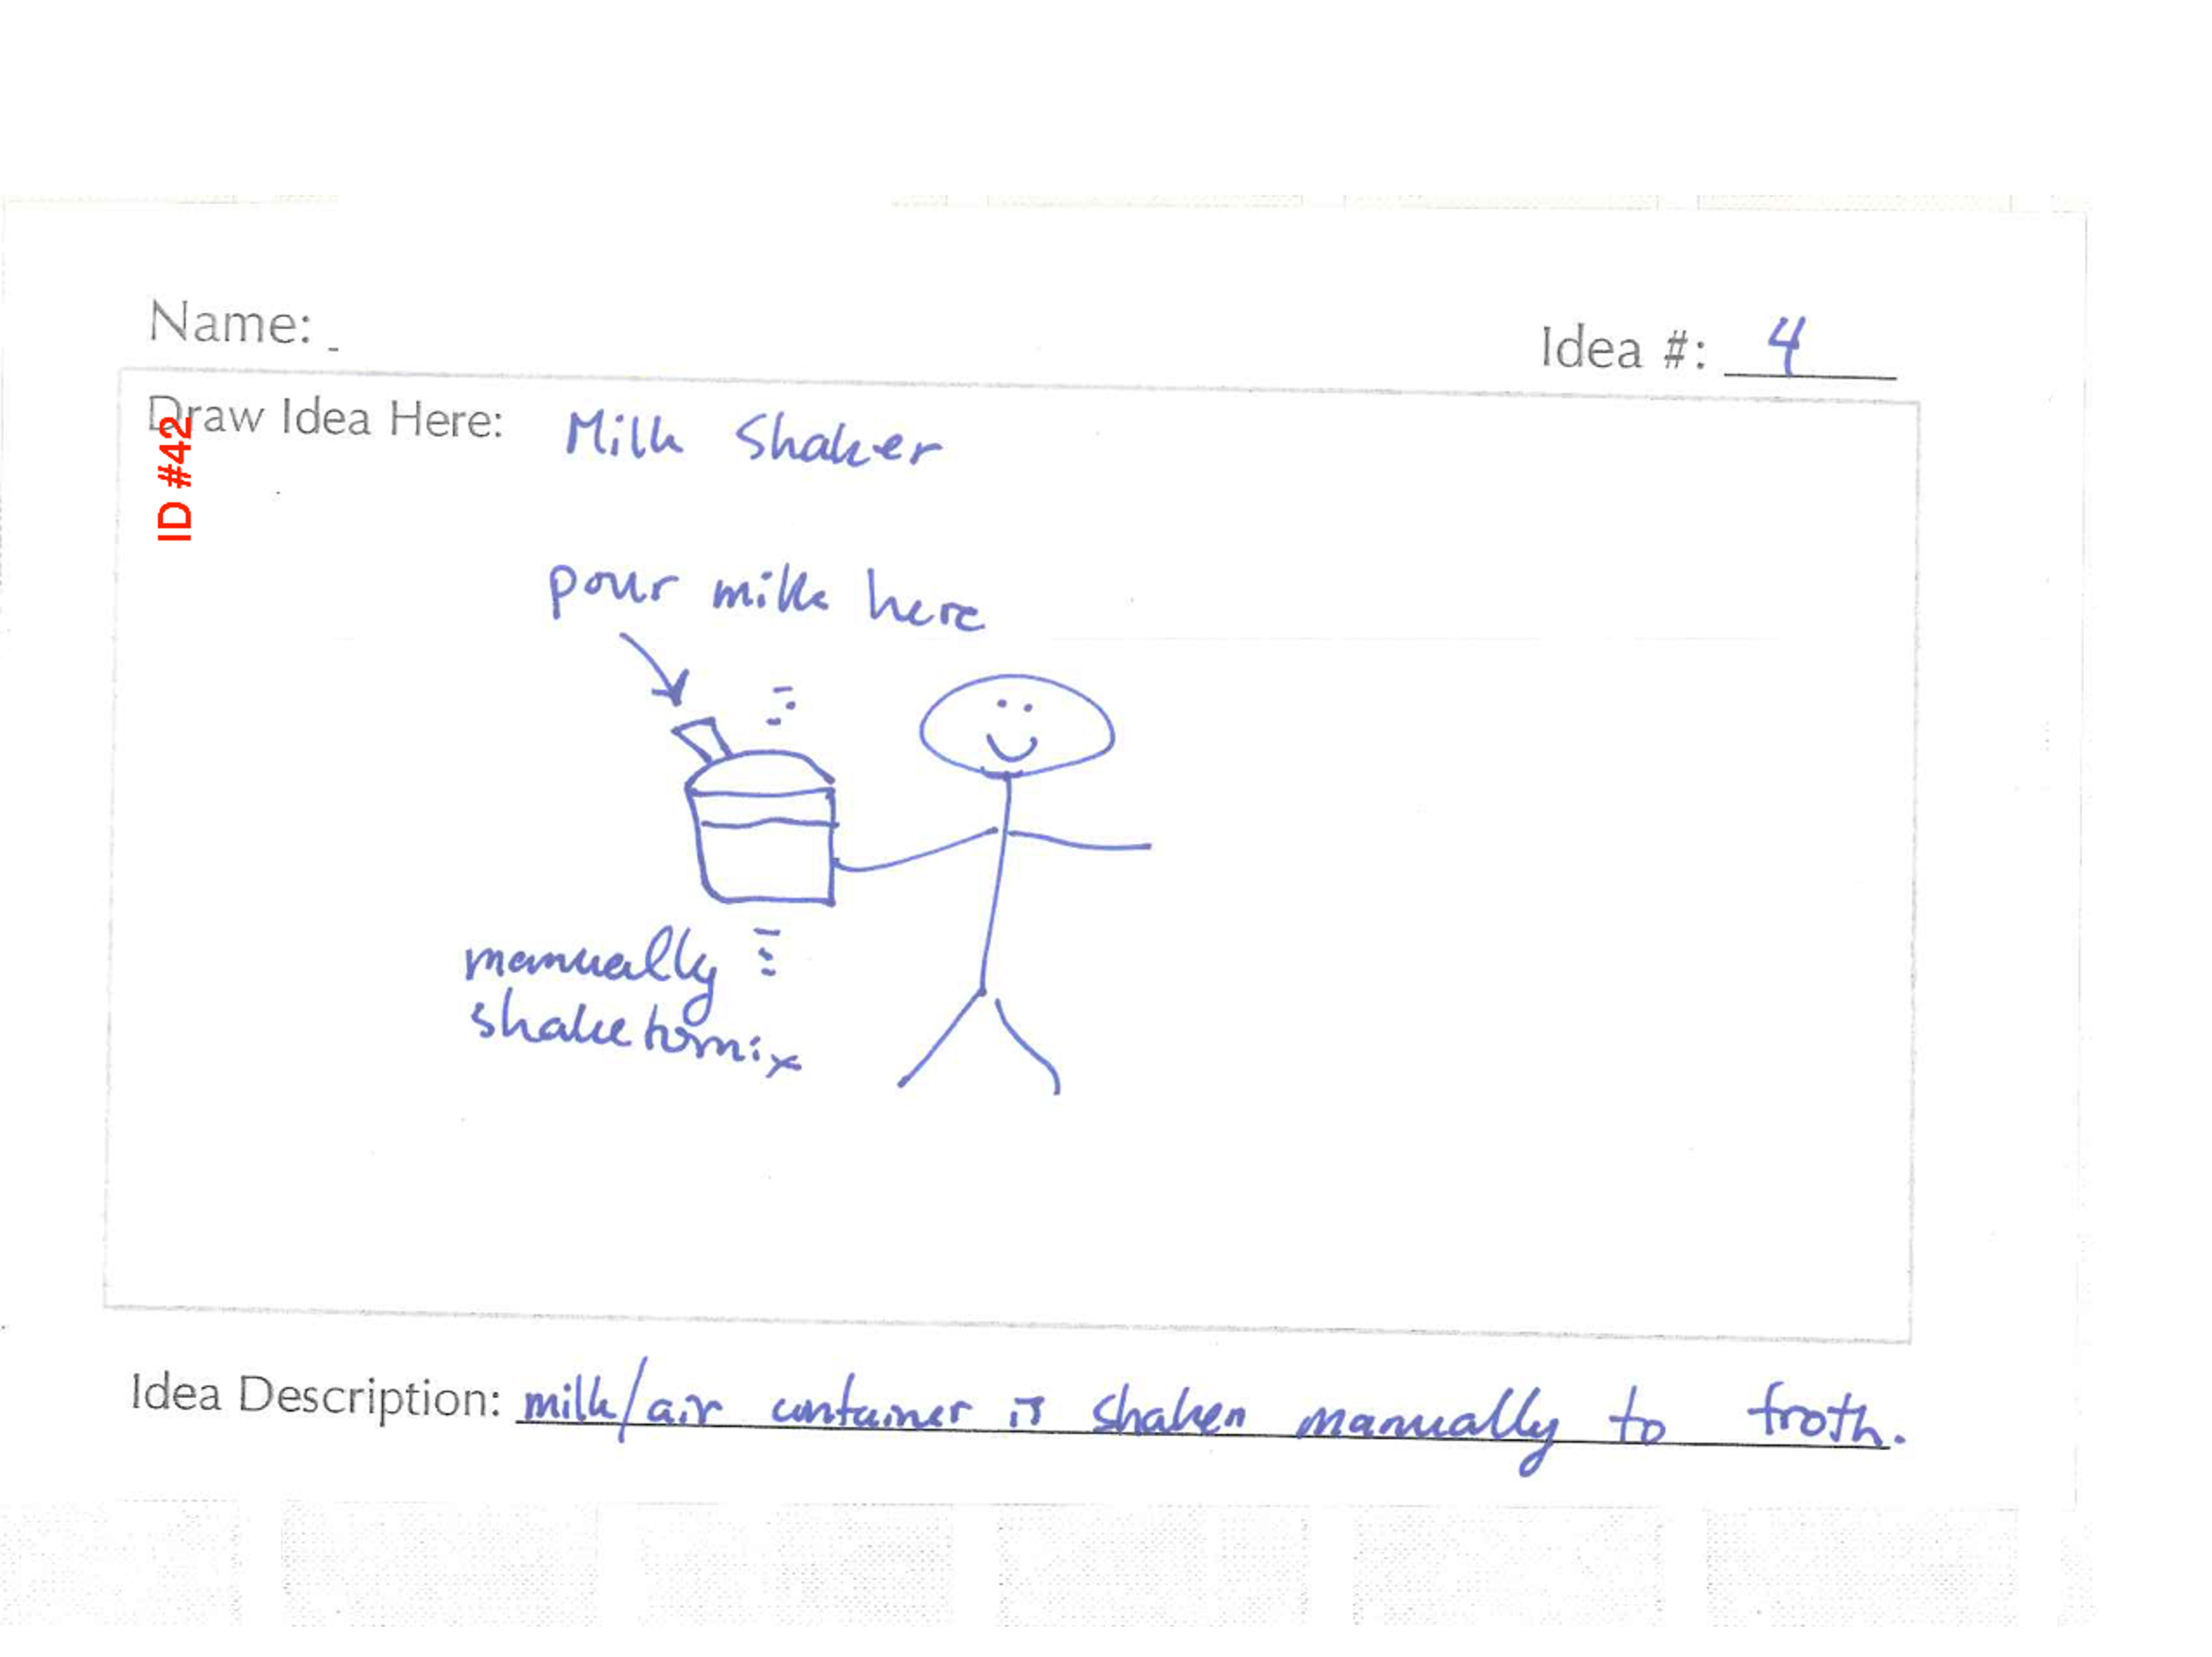 Name:
Idea #: 4
Draw Idea Here: Milk Shaker
ID #42
pour milk here
manually
shake to mix
Idea Description: milk/air container is shaken manually to froth.